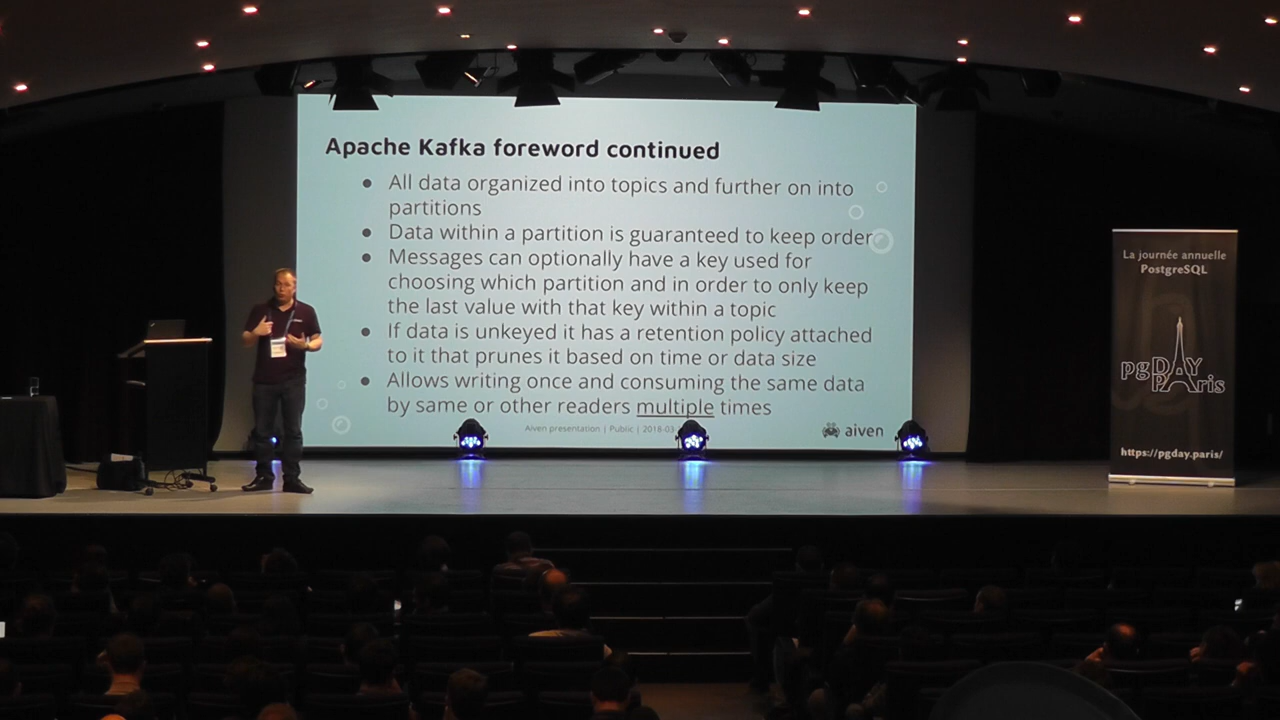 Apache Kafka foreword continued
All data organized into topics and further on into
partitions
Data within a partition is guaranteed to keep order
Messages can optionally have a key used for
choosing which partition and in order to only keep
the last value with that key within a topic
If data is unkeyed it has a retention policy attached
to it that prunes it based on time or data size
Allows writing once and consuming the same data
by same or other readers multiple times
Aiven presentation | Public | 2018-03-
aiven
La journée annuelle
PostgreSQL
pgDAY
PAris
https://pgday.paris/